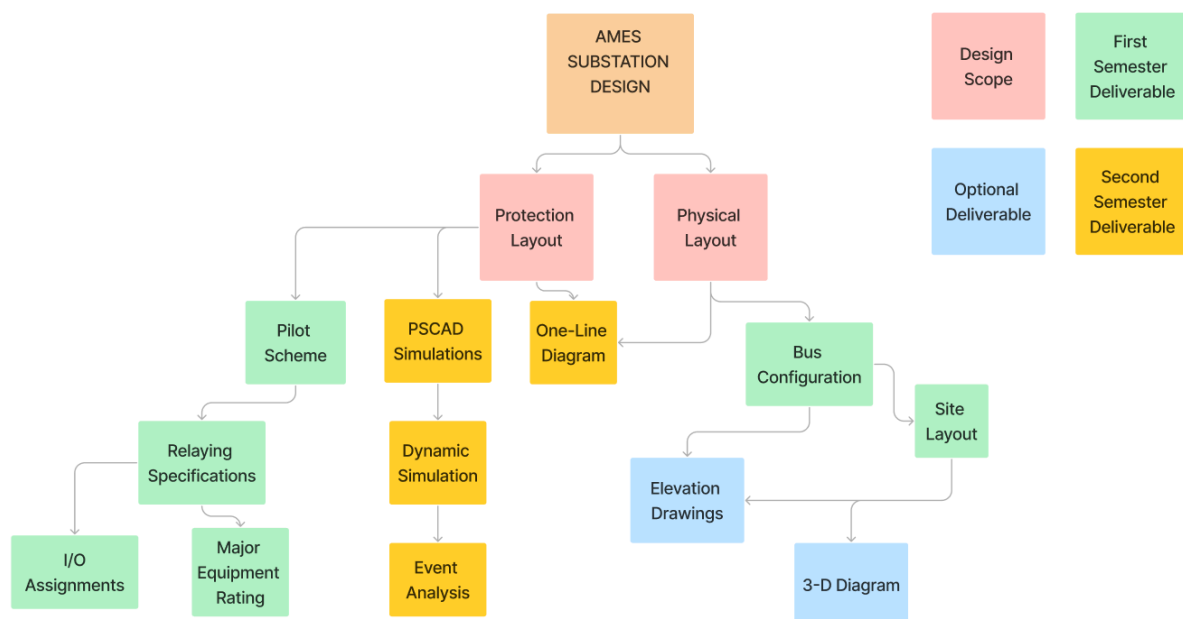 AMES
SUBSTATION
DESIGN
Design
Scope
First
Semester
Deliverable
Optional
Deliverable
Second
Semester
Deliverable
Protection
Layout
Physical
Layout
Pilot
Scheme
PSCAD
Simulations
One-Line
Diagram
Bus
Configuration
Site
Layout
Relaying
Specifications
Dynamic
Simulation
Elevation
Drawings
I/O
Assignments
Major
Equipment
Rating
Event
Analysis
3-D Diagram